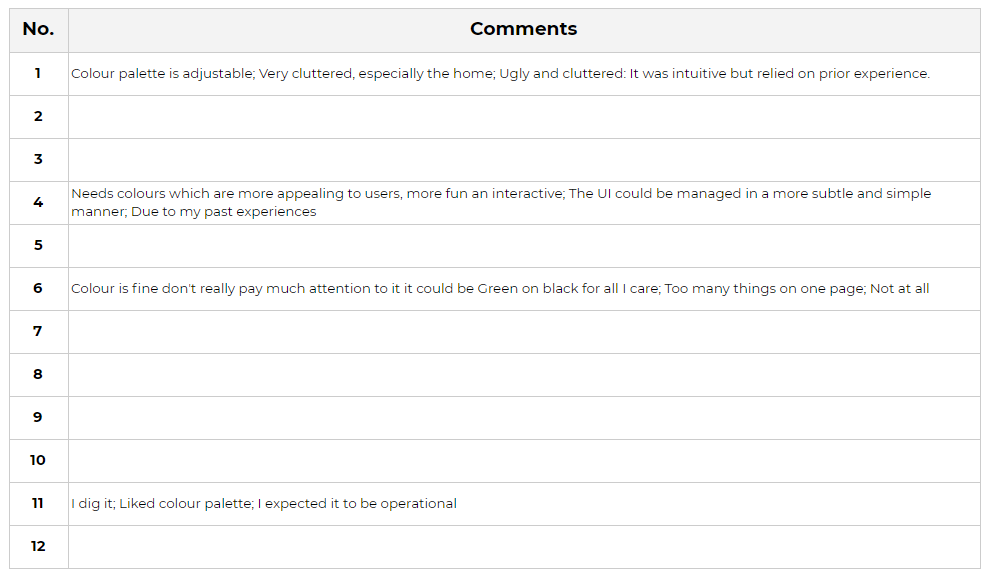 No. Comments
1 Colour palette is adjustable; Very cluttered, especially the home; Ugly and cluttered: It was intuitive but relied on prior experience.
2
3
4 Needs colours which are more appealing to users, more fun an interactive; The UI could be managed in a more subtle and simple
manner; Due to my past experiences
5
6 Colour is fine don't really pay much attention to it it could be Green on black for all I care; Too many things on one page; Not at all
7
8
9
10
11 I dig it; Liked colour palette; I expected it to be operational
12